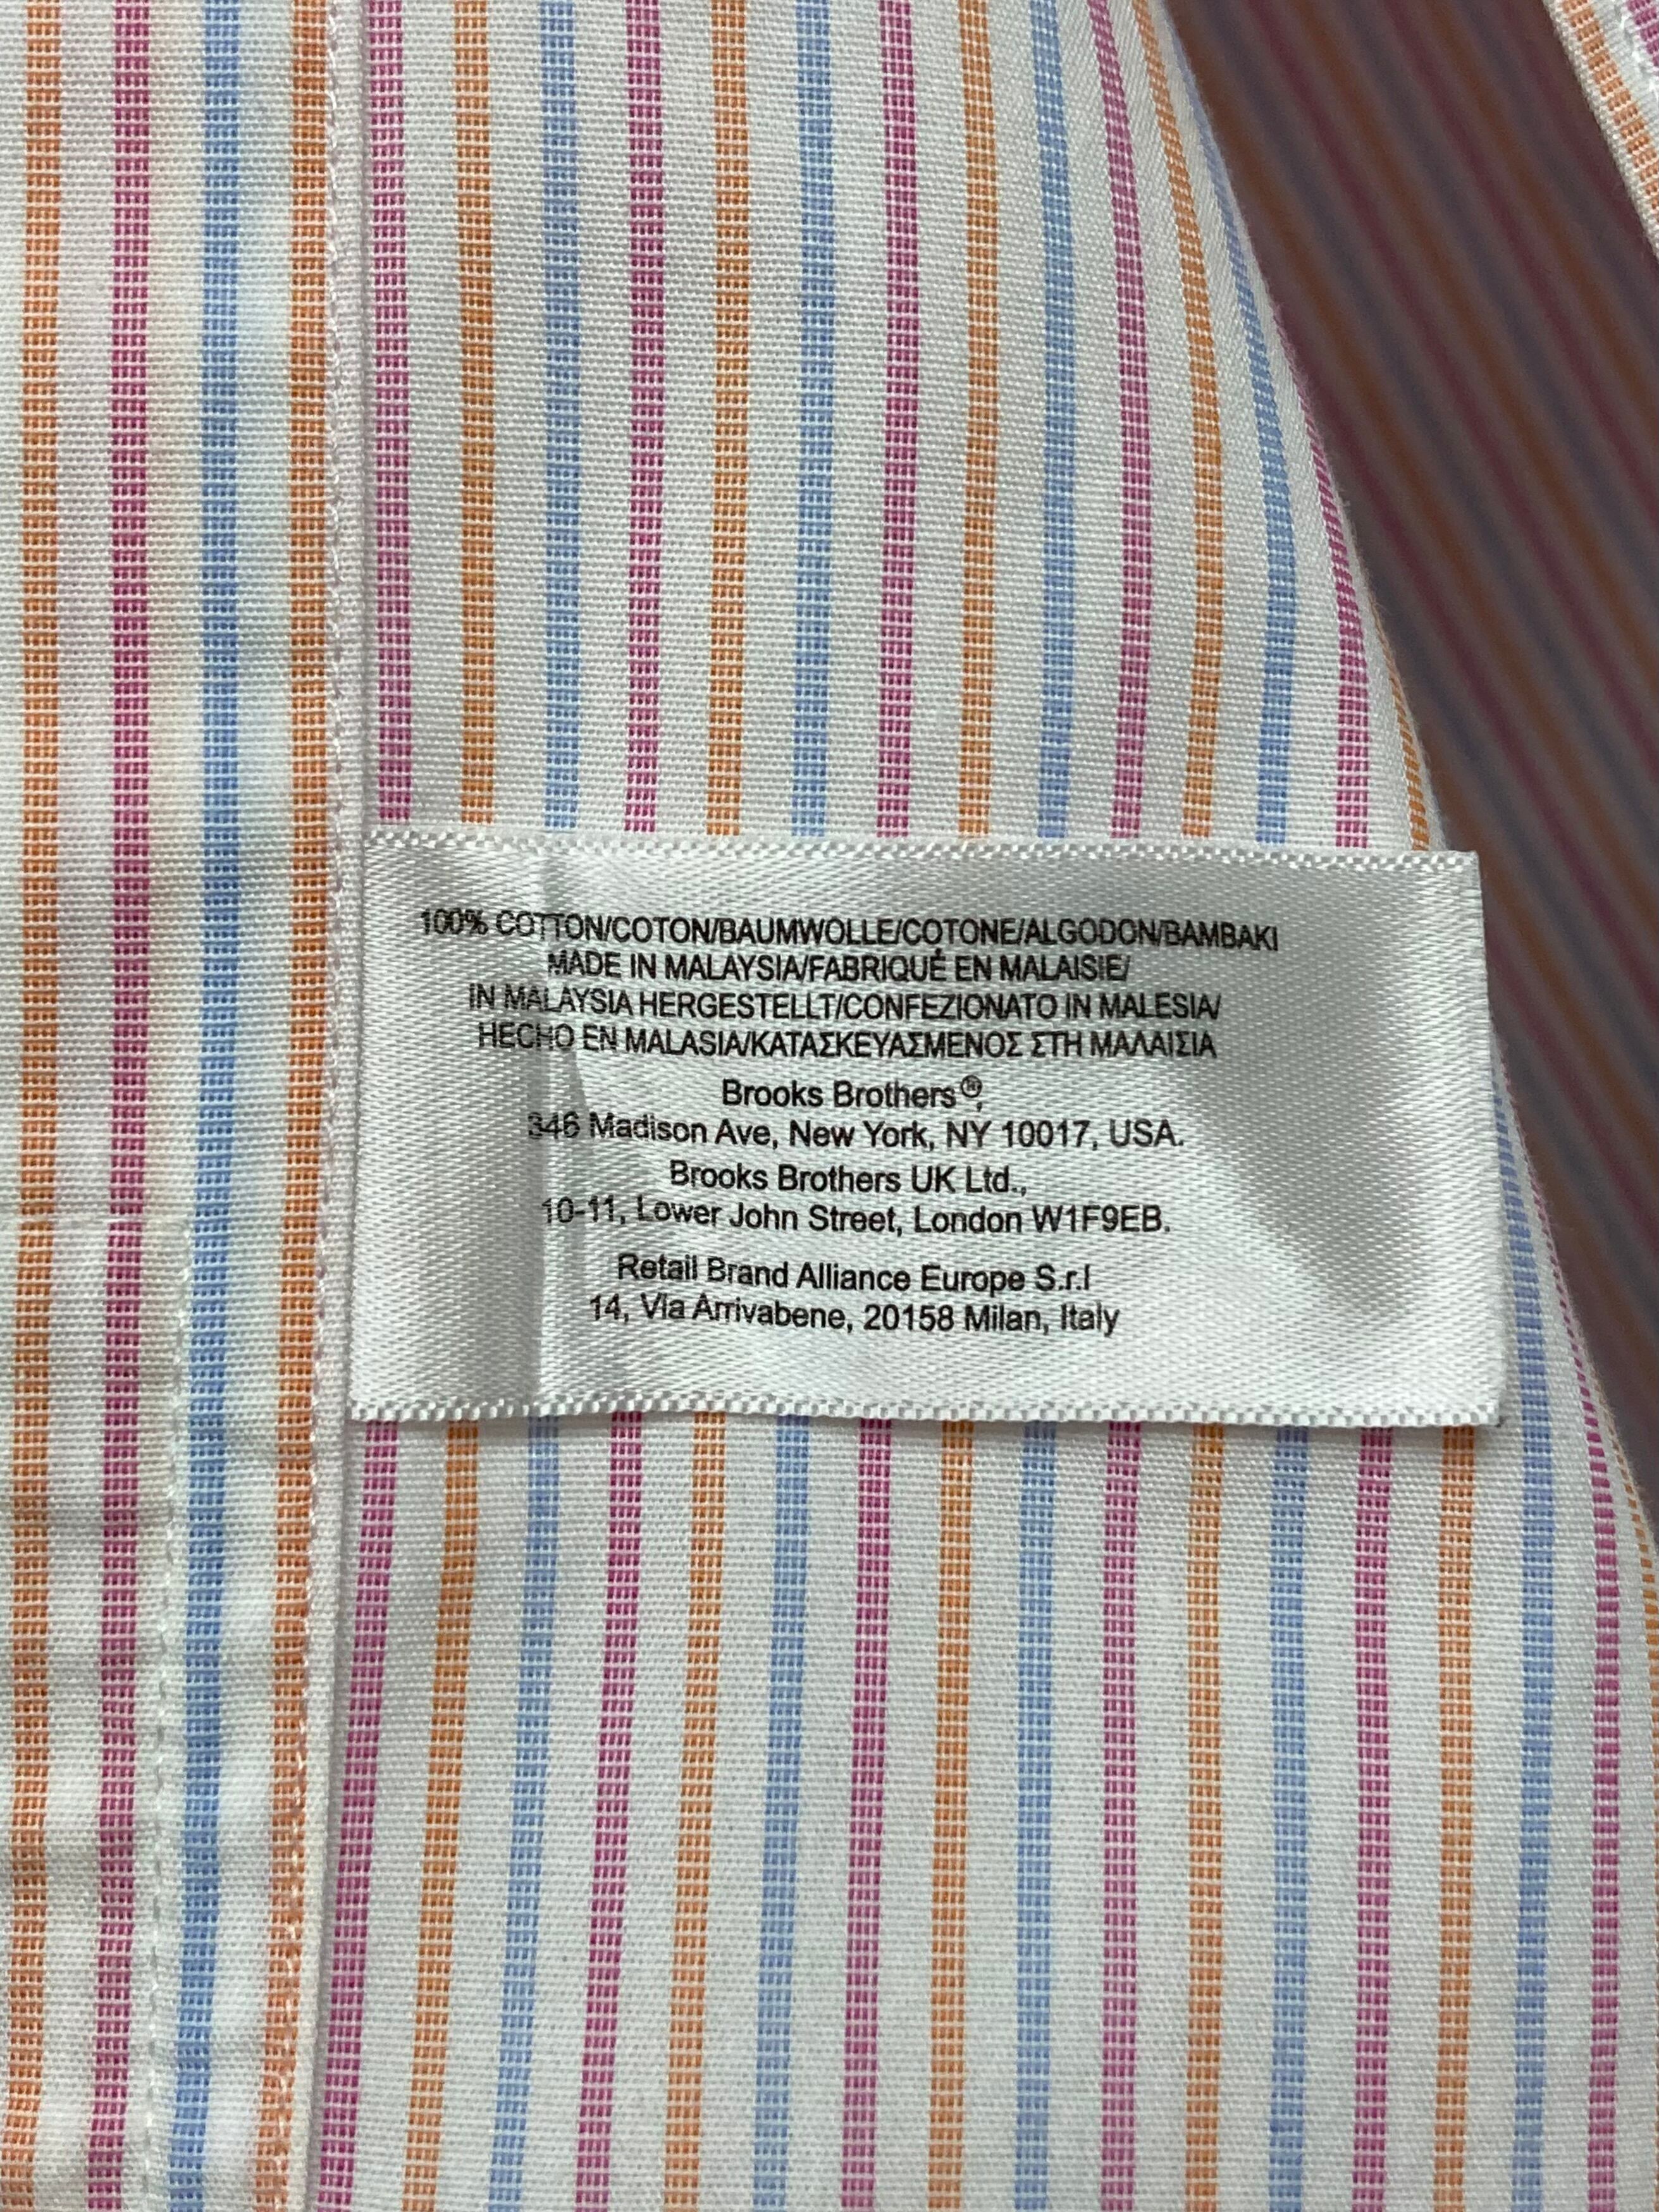 100% COTTON/COTON/BAUMWOLLE/COTONE/ALGODON/BAMBAKI
MADE IN MALAYSIA/FABRIQUÉ EN MALAISIE/
IN MALAYSIA HERGESTELLT/CONFEZIONATO IN MALESIA/
HECHO EN MALASIA/ΚΑΤΑΣΚΕΥΑΣΜΕΝΟΣ ΣΤΗ ΜΑΛΑΙΣΙΑ
Brooks Brothers®,
346 Madison Ave, New York, NY 10017, USA.
Brooks Brothers UK Ltd.,
10-11, Lower John Street, London W1F9EB.
Retail Brand Alliance Europe S.r.l
14, Via Arrivabene, 20158 Milan, Italy